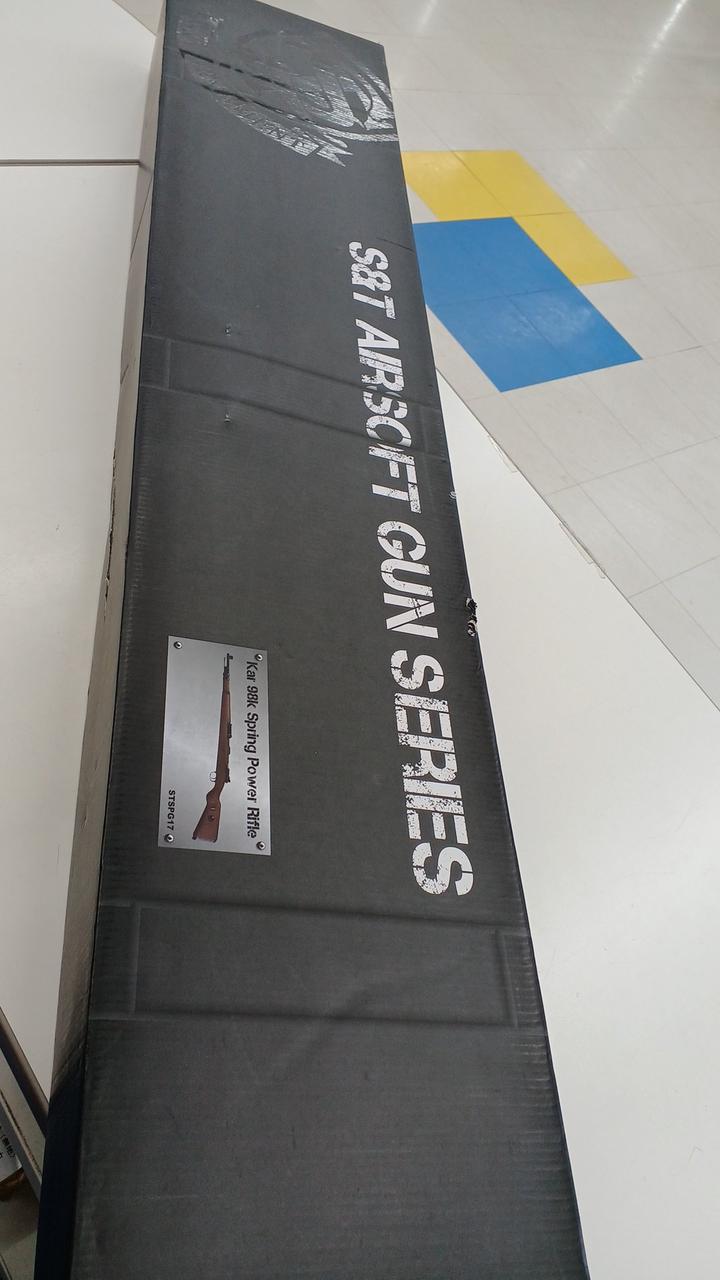 S&T AIRSOFT GUN SERIES
Kar 98k Spring Power Rifle
STSPG17